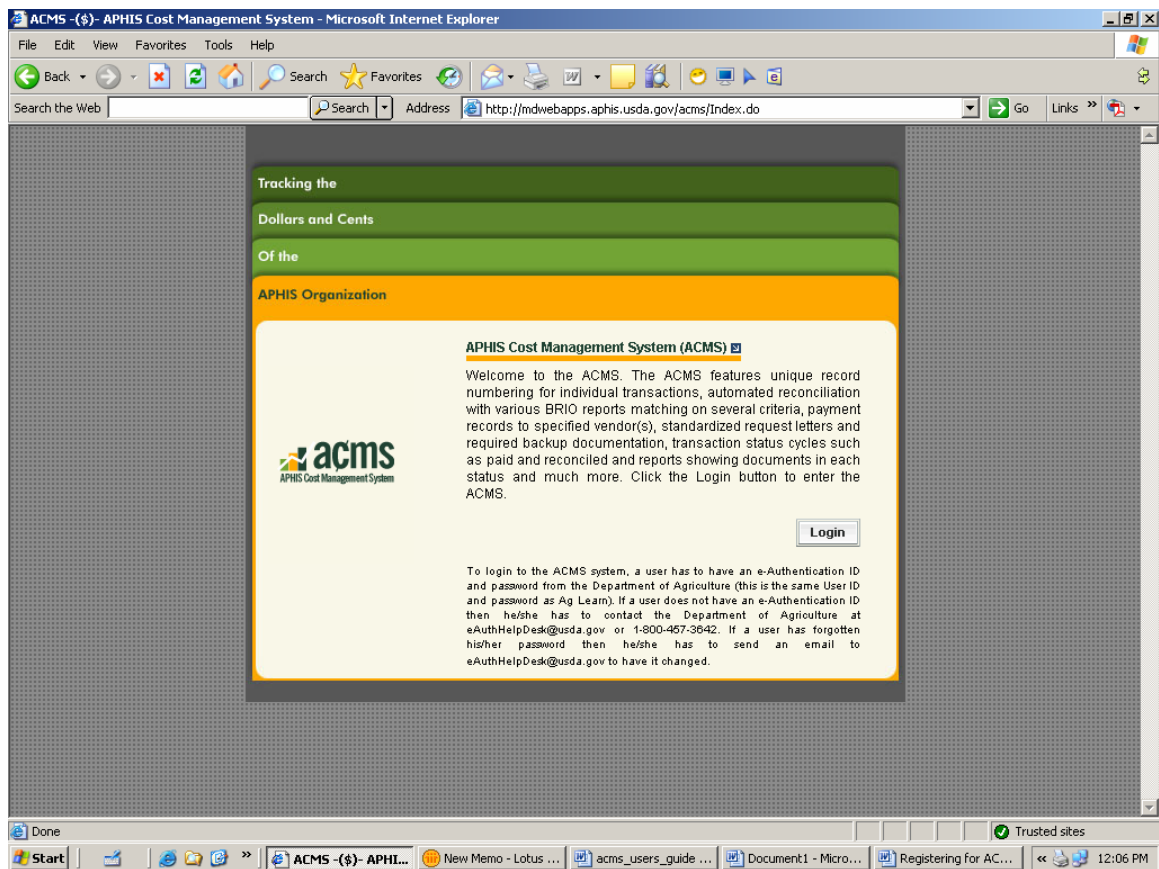 ACMS -($)- APHIS Cost Management System - Microsoft Internet Explorer
File Edit View Favorites Tools Help
Back Search Favorites
Search the Web Search Address http://mdwebapps.aphis.usda.gov/acms/Index.do Go Links »
Tracking the
Dollars and Cents
Of the
APHIS Organization
APHIS Cost Management System (ACMS)
Welcome to the ACMS. The ACMS features unique record
numbering for individual transactions, automated reconciliation
with various BRIO reports matching on several criteria, payment
records to specified vendor(s), standardized request letters and
required backup documentation, transaction status cycles such
as paid and reconciled and reports showing documents in each
status and much more. Click the Login button to enter the
ACMS.
acms
APHIS Cost Management System
Login
To login to the ACMS system, a user has to have an e-Authentication ID
and password from the Department of Agriculture (this is the same User ID
and password as Ag Learn). If a user does not have an e-Authentication ID
then he/she has to contact the Department of Agriculture at
eAuthHelpDesk@usda.gov or 1-800-457-3642. If a user has forgotten
his/her password then he/she has to send an email to
eAuthHelpDesk@usda.gov to have it changed.
Done Trusted sites
Start » ACMS -($)- APHI... New Memo - Lotus ... acms_users_guide ... Document1 - Micro... Registering for AC... « 12:06 PM